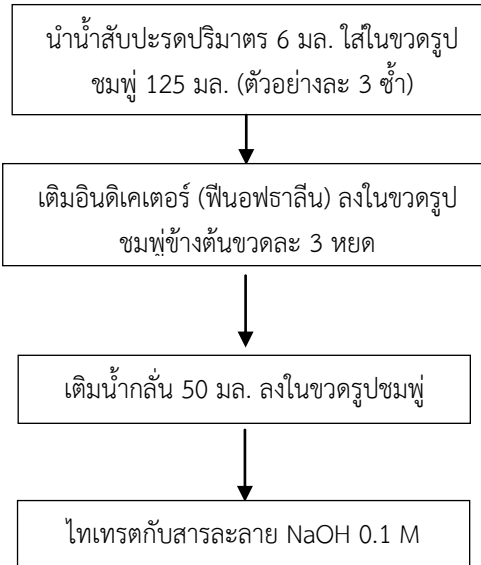 นำน้ำสับปะรดปริมาตร 6 มล. ใส่ในขวดรูป
ชมพู่ 125 มล. (ตัวอย่างละ 3 ซ้ำ)
เติมอินดิเคเตอร์ (ฟีนอฟธาลีน) ลงในขวดรูป
ชมพู่ข้างต้นขวดละ 3 หยด
เติมน้ำกลั่น 50 มล. ลงในขวดรูปชมพู่
ไทเทรตกับสารละลาย NaOH 0.1 M